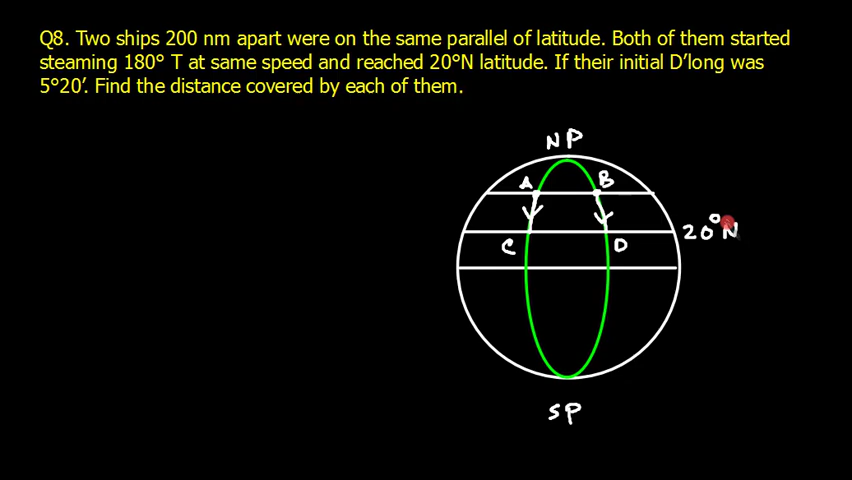 Q8. Two ships 200 nm apart were on the same parallel of latitude. Both of them started
steaming 180° T at same speed and reached 20°N latitude. If their initial D'long was
5°20'. Find the distance covered by each of them.
NP
A B
20°N
C D
SP